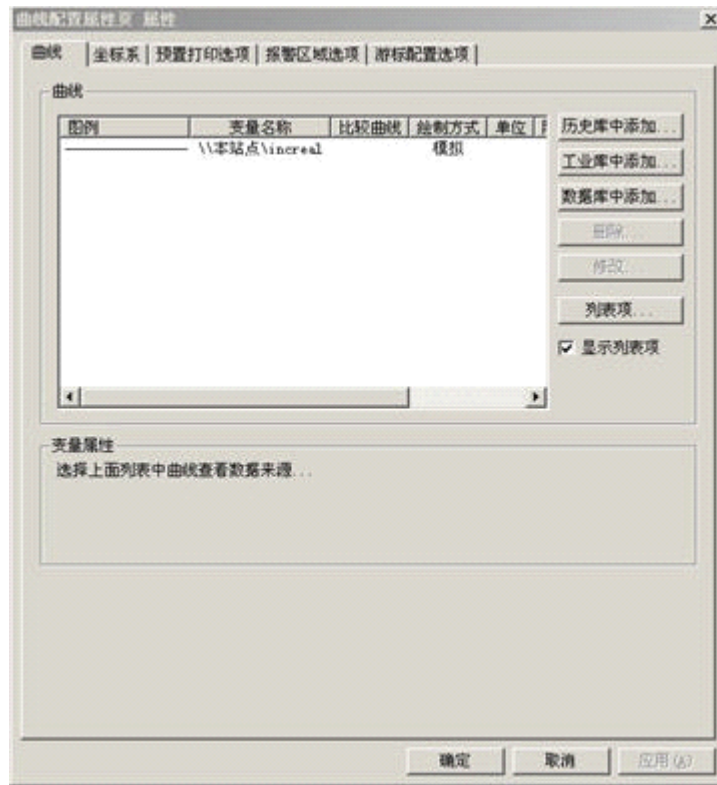 曲线配置属性页 属性
曲线 坐标系 预置打印选项 报警区域选项 游标配置选项
曲线
图例 变量名称 比较曲线 绘制方式 单位
\\本站点\increal 模拟
历史库中添加...
工业库中添加...
数据库中添加...
删除...
修改...
列表项...
显示列表项
变量属性
选择上面列表中曲线查看数据来源...
确定 取消 应用(A)